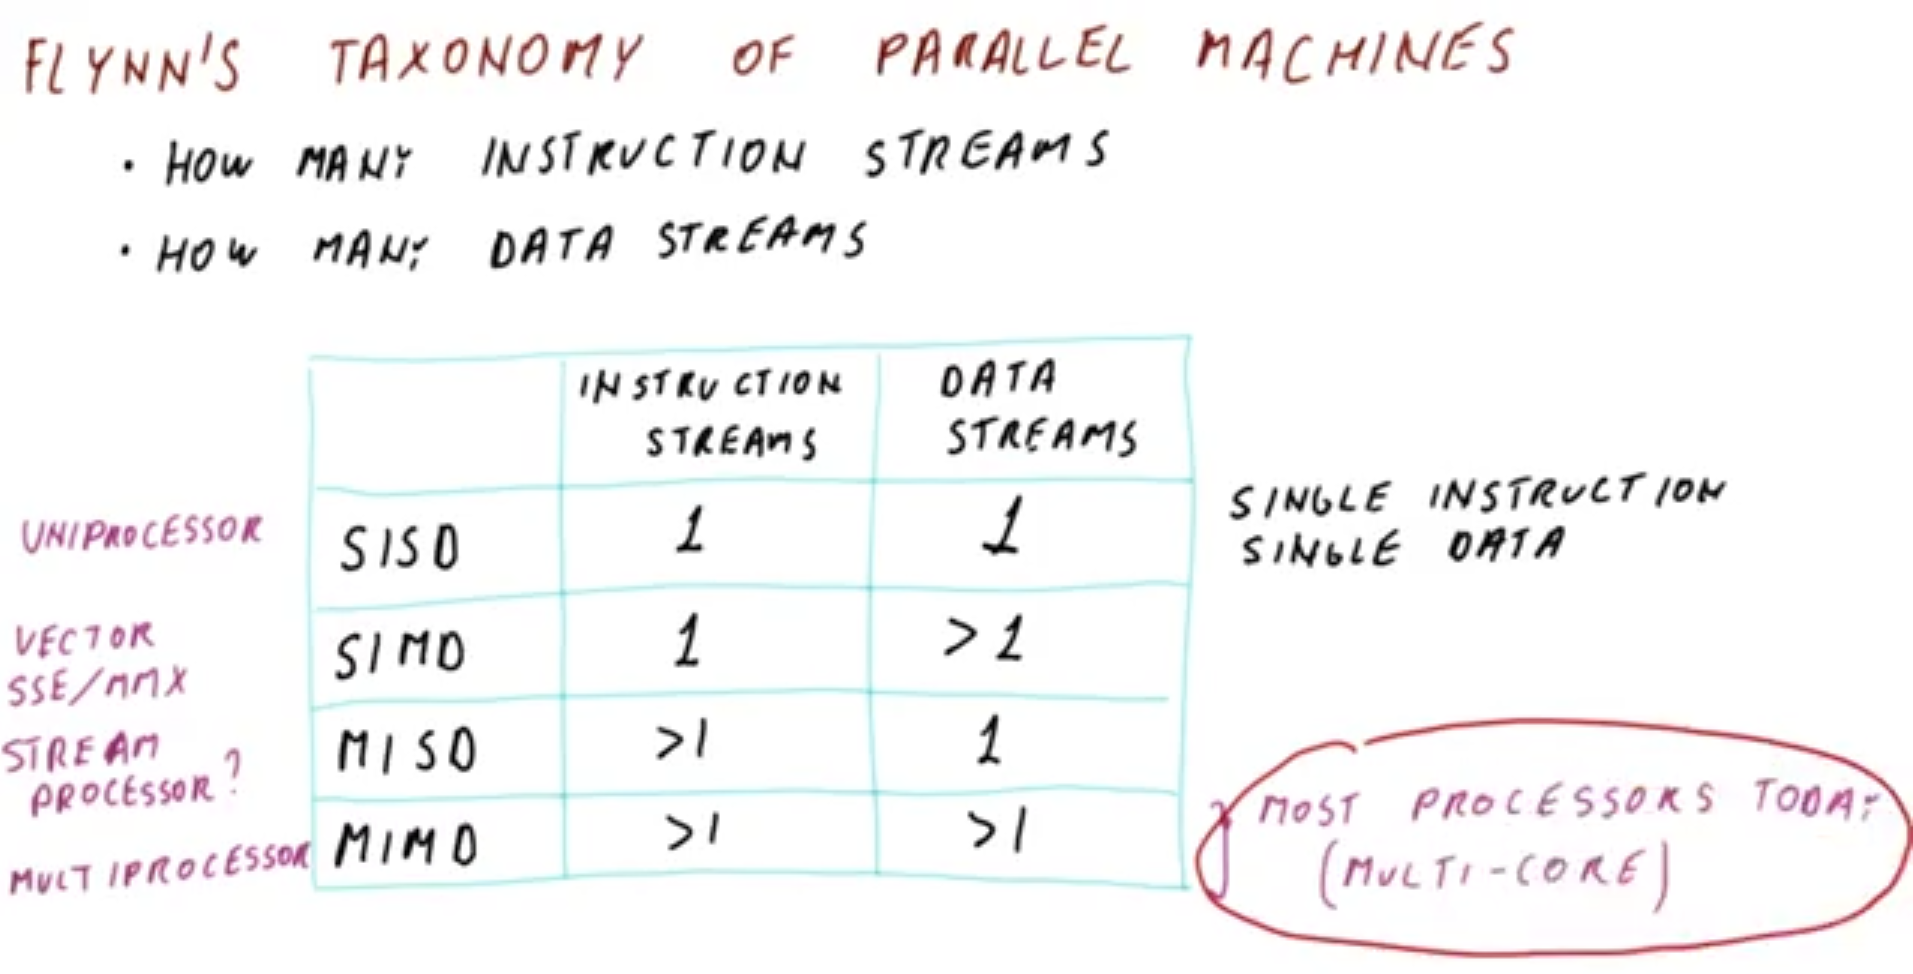 FLYNN'S TAXONOMY OF PARALLEL MACHINES
• HOW MANY INSTRUCTION STREAMS
• HOW MANY DATA STREAMS
INSTRUCTION STREAMS DATA STREAMS
UNIPROCESSOR SISD 1 1 SINGLE INSTRUCTION
SINGLE DATA
VECTOR
SSE/MMX SIMD 1 >1
STREAM
PROCESSOR? MISD >1 1
MULTIPROCESSOR MIMD >1 >1 MOST PROCESSORS TODAY
(MULTI-CORE)